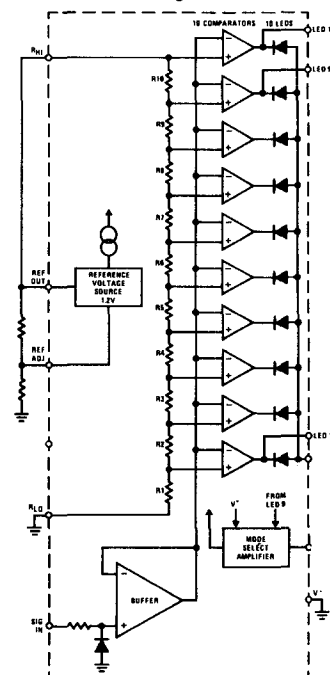 10 COMPARATORS
10 LEDS
LED 1
RHI
R10
LED 9
R9
R8
R7
REF
OUT
REFERENCE
VOLTAGE
SOURCE
1.2V
R6
R5
REF
ADJ
R4
R3
R2
LED 1
R1
RLO
V+
FROM
LED 9
MODE
SELECT
AMPLIFIER
BUFFER
SIG
IN
V-